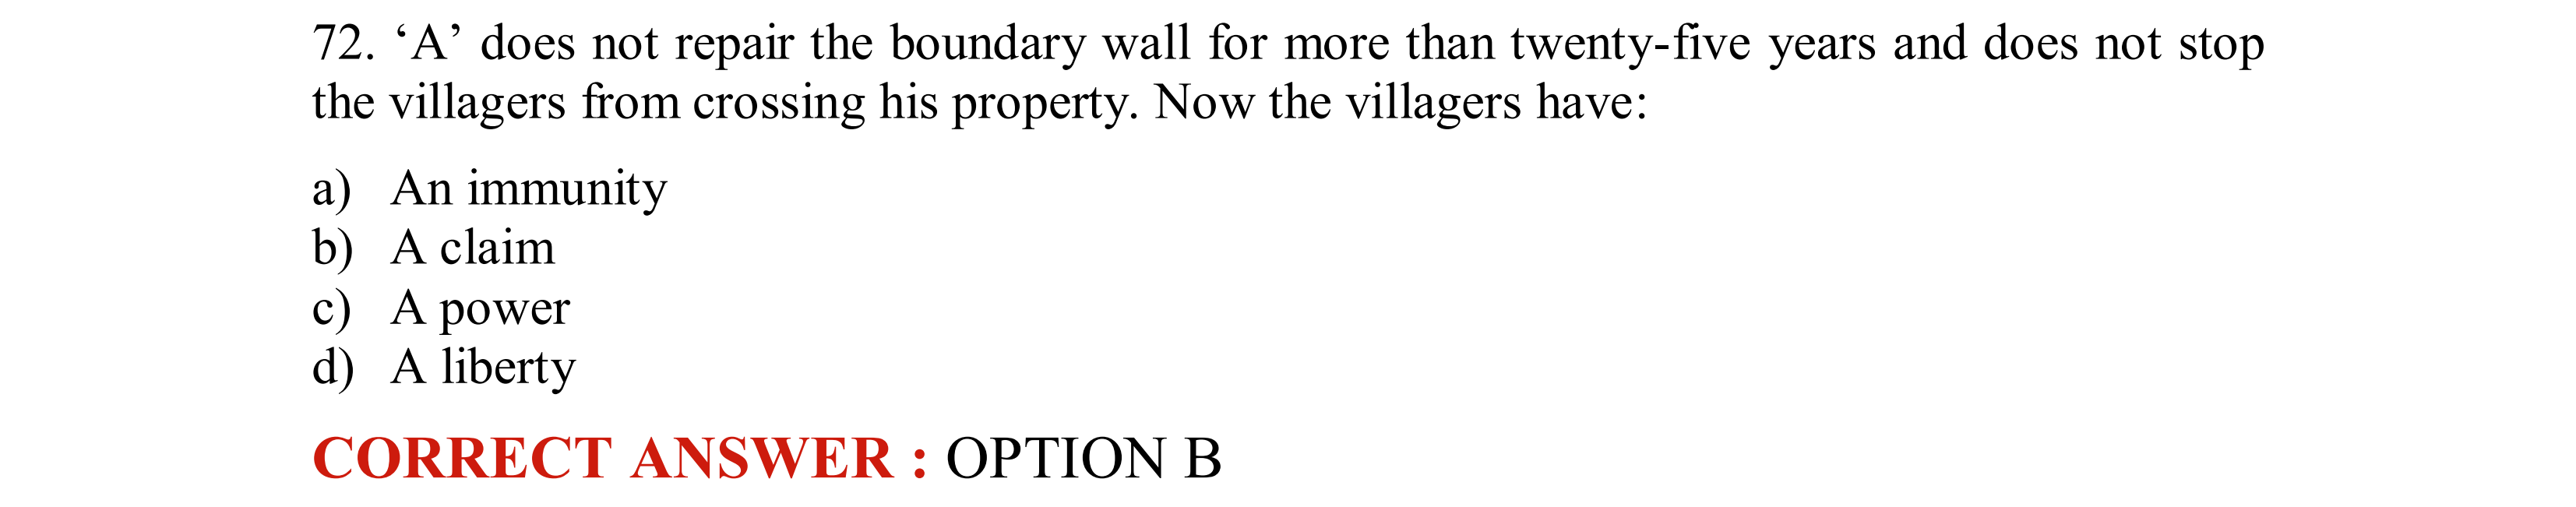 72. ‘A’ does not repair the boundary wall for more than twenty-five years and does not stop
the villagers from crossing his property. Now the villagers have:
a) An immunity
b) A claim
c) A power
d) A liberty
CORRECT ANSWER : OPTION B